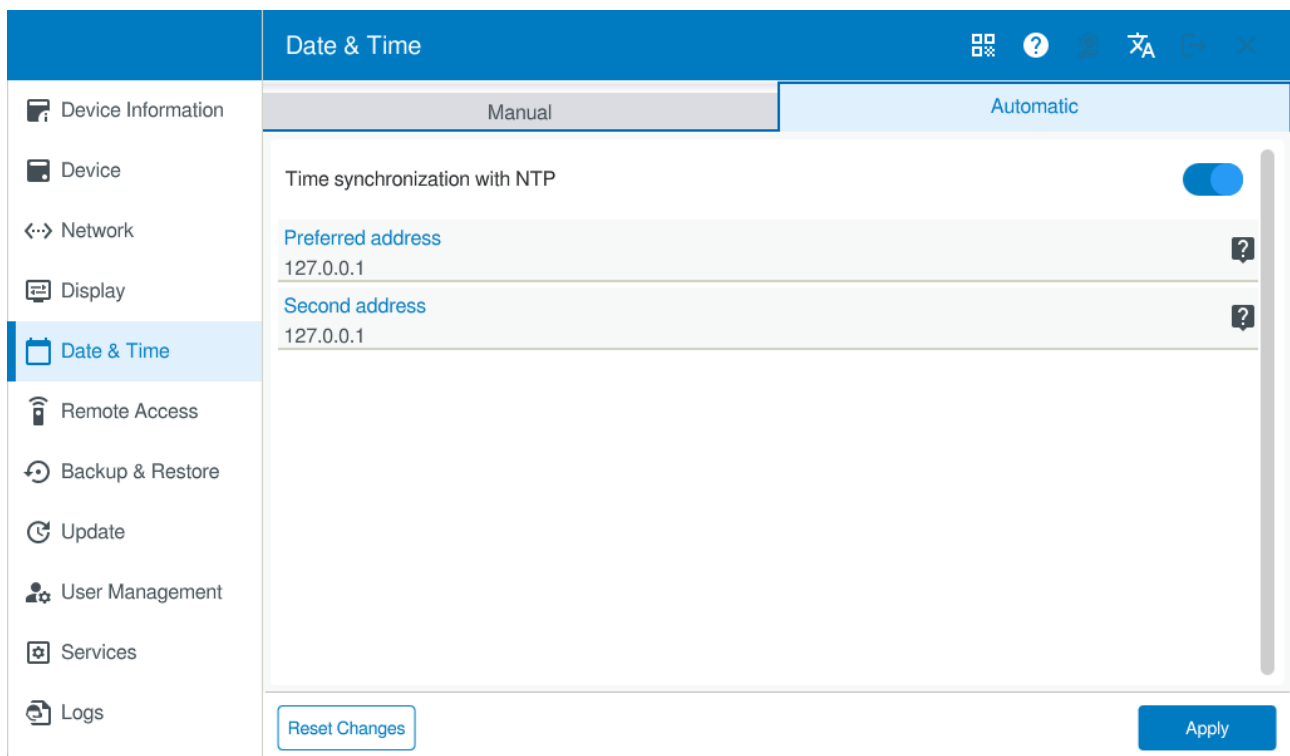 Date & Time
Device Information
Device
Network
Display
Date & Time
Remote Access
Backup & Restore
Update
User Management
Services
Logs
Manual
Automatic
Time synchronization with NTP
Preferred address
127.0.0.1
Second address
127.0.0.1
Reset Changes
Apply